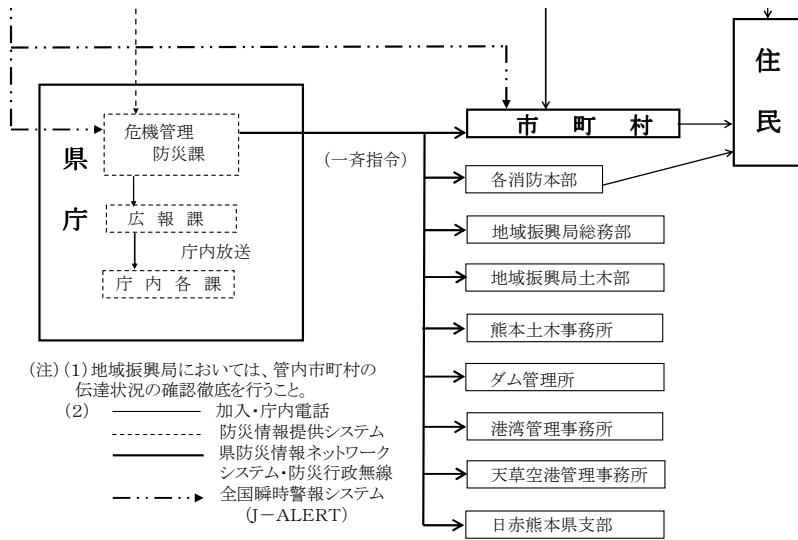 県庁
危機管理
防災課
広報課
庁内放送
庁内各課
(一斉指令)
市町村
住民
各消防本部
地域振興局総務部
地域振興局土木部
熊本土木事務所
ダム管理所
港湾管理事務所
天草空港管理事務所
日赤熊本県支部
(注)(1)地域振興局においては、管内市町村の
伝達状況の確認徹底を行うこと。
(2)
加入・庁内電話
防災情報提供システム
県防災情報ネットワーク
システム・防災行政無線
全国瞬時警報システム
(J-ALERT)